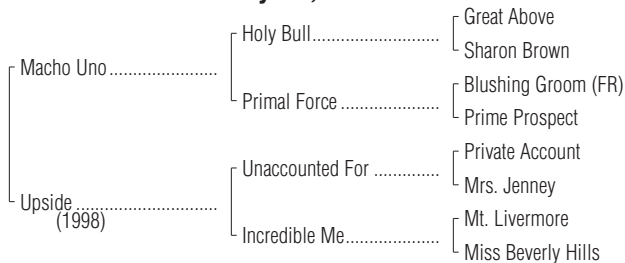 Great Above
Holy Bull
Sharon Brown
Macho Uno
Blushing Groom (FR)
Primal Force
Prime Prospect
Private Account
Unaccounted For
Mrs. Jenney
Upside
(1998)
Mt. Livermore
Incredible Me
Miss Beverly Hills